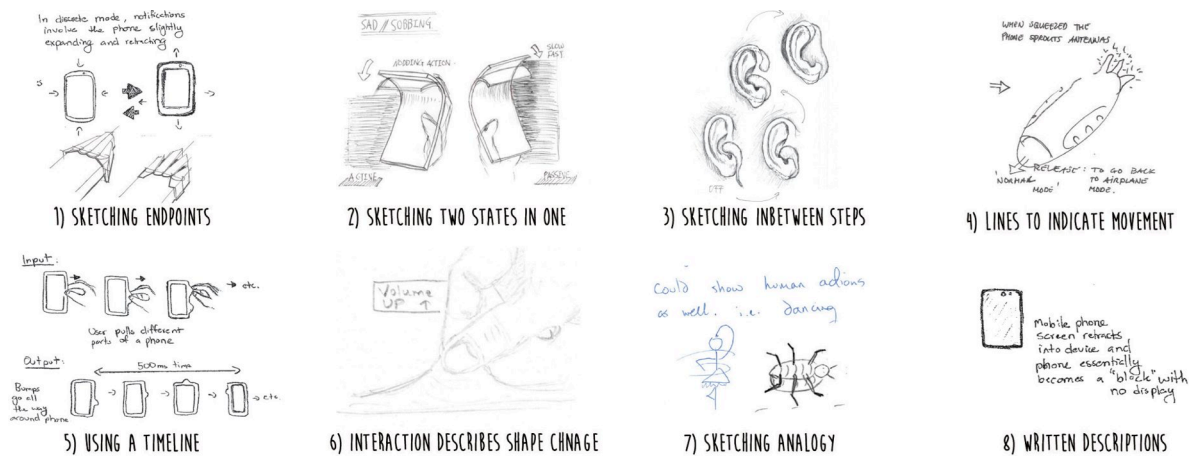 In discrete mode, notifications
involve the phone slightly
expanding and retracting
1) SKETCHING ENDPOINTS
SAD // SOBBING
NODDING ACTION
SLOW
FAST
ACTIVE
PASSIVE
2) SKETCHING TWO STATES IN ONE
OFF
3) SKETCHING INBETWEEN STEPS
WHEN SQUEEZED THE
PHONE SPROUTS ANTENNAS
RELEASE: TO GO BACK
'NORMAL TO AIRPLANE
MODE' MODE.
4) LINES TO INDICATE MOVEMENT
Input:
→ etc.
User pulls different
parts of a phone
Output:
500ms time
Bumps
go all
the way
around phone
→ etc.
5) USING A TIMELINE
Volume
UP ↑
6) INTERACTION DESCRIBES SHAPE CHNAGE
Could show human actions
as well. i.e. dancing
7) SKETCHING ANALOGY
Mobile phone
screen retracts
into device and
phone essentially
becomes a "block" with
no display
8) WRITTEN DESCRIPTIONS